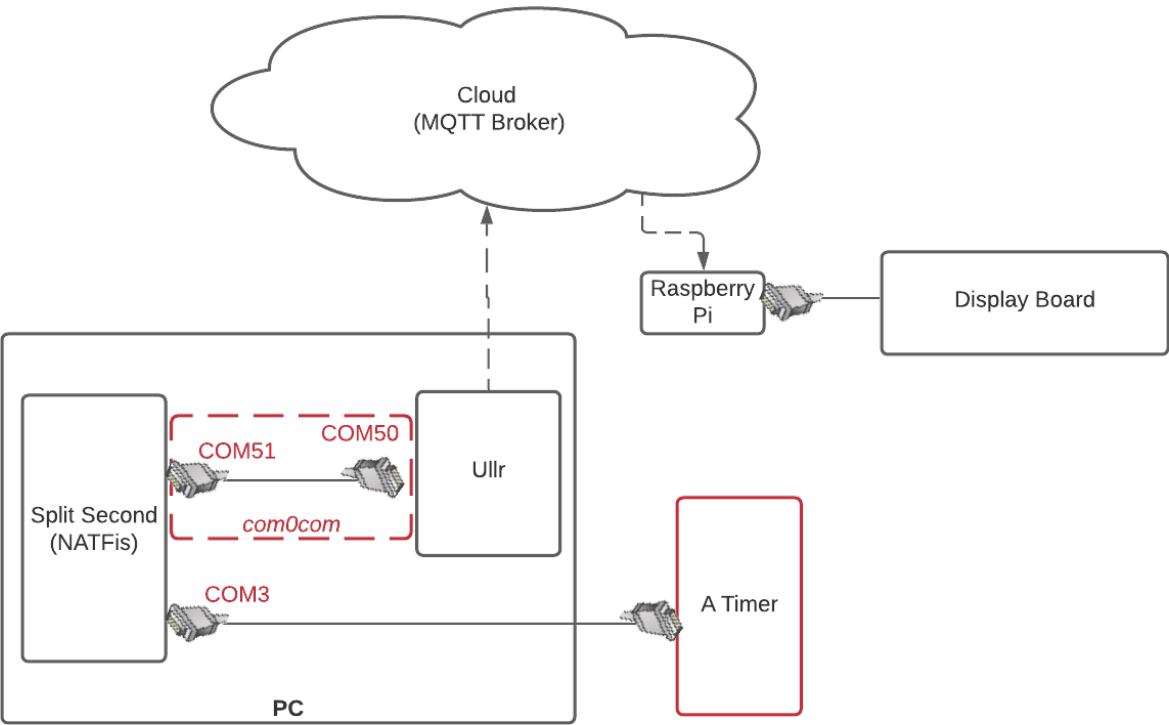 Cloud
(MQTT Broker)
Raspberry
Pi
Display Board
COM50
COM51
Ullr
Split Second
(NATFis)
com0com
COM3
A Timer
PC